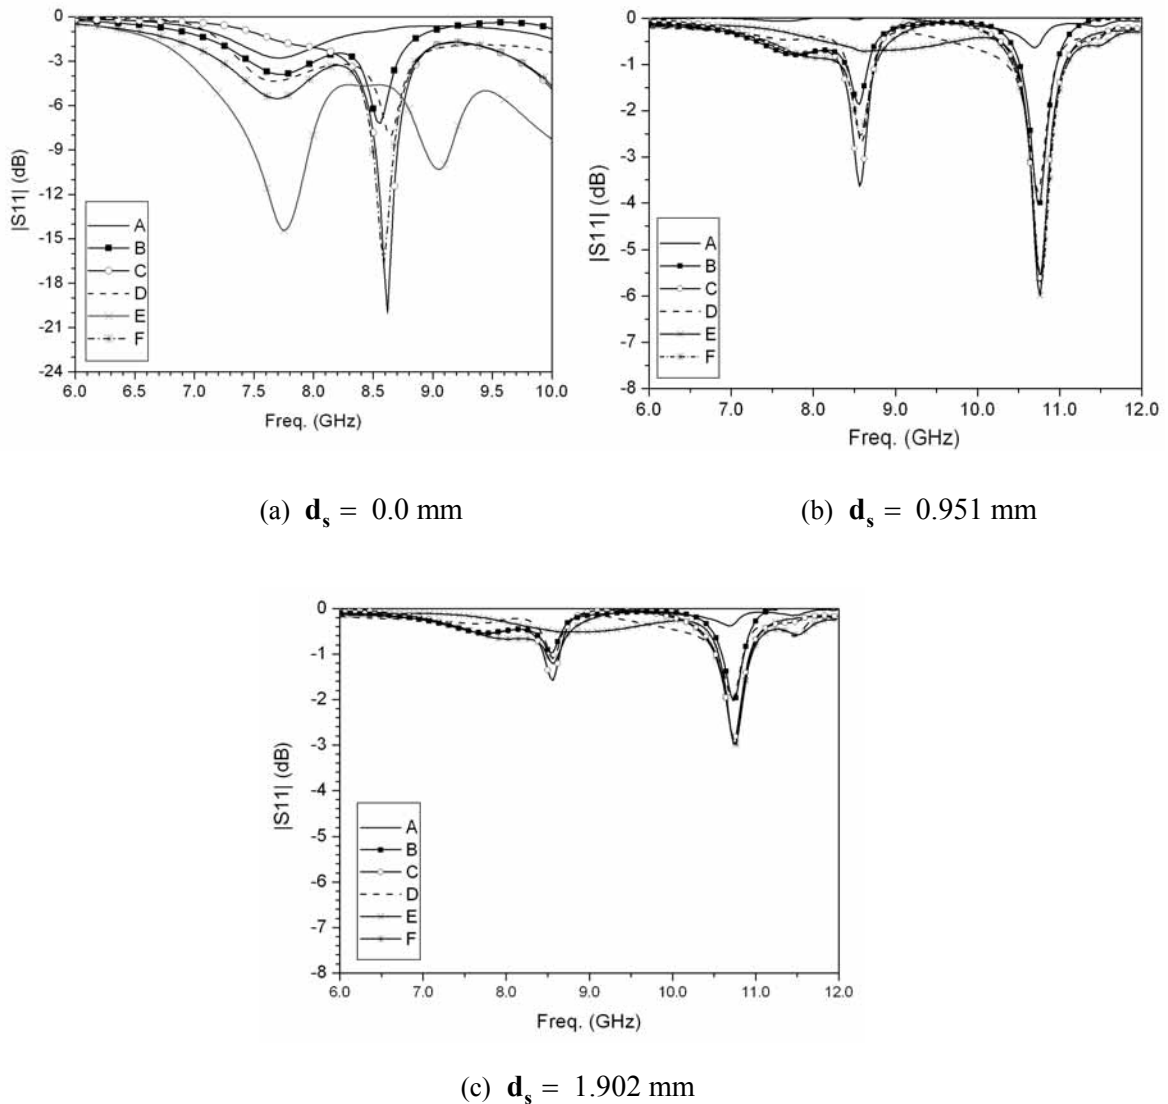 0
-3
-6
-9
-12
-15
-18
-21
-24
|S11| (dB)
A
B
C
D
E
F
6.0 6.5 7.0 7.5 8.0 8.5 9.0 9.5 10.0
Freq. (GHz)
0
-1
-2
-3
-4
-5
-6
-7
-8
|S11| (dB)
A
B
C
D
E
F
6.0 7.0 8.0 9.0 10.0 11.0 12.0
Freq. (GHz)
(a) ds = 0.0 mm
(b) ds = 0.951 mm
0
-1
-2
-3
-4
-5
-6
-7
-8
|S11| (dB)
A
B
C
D
E
F
6.0 7.0 8.0 9.0 10.0 11.0 12.0
Freq. (GHz)
(c) ds = 1.902 mm